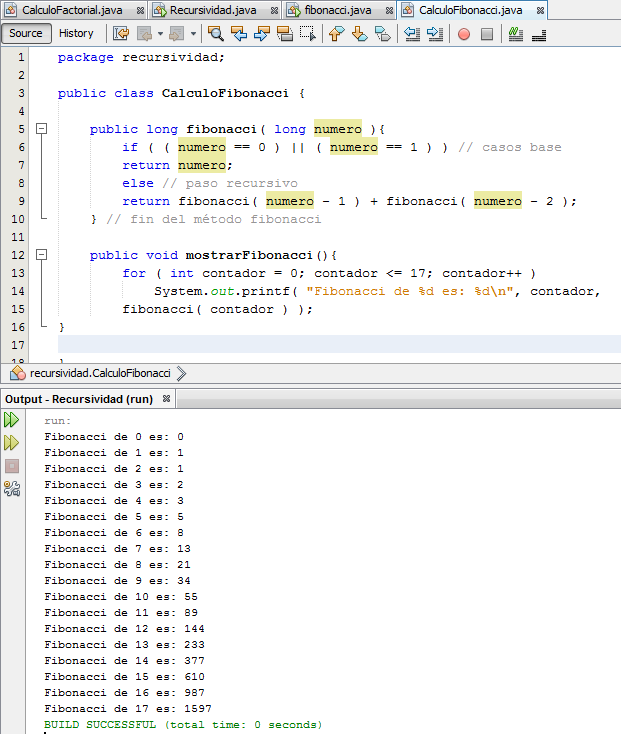 CalculoFactorial.java Recursividad.java fibonacci.java CalculoFibonacci.java
Source History
1 package recursividad;
2
3 public class CalculoFibonacci {
4
5 public long fibonacci( long numero ){
6 if ( ( numero == 0 ) || ( numero == 1 ) ) // casos base
7 return numero;
8 else // paso recursivo
9 return fibonacci( numero - 1 ) + fibonacci( numero - 2 );
10 } // fin del método fibonacci
11
12 public void mostrarFibonacci(){
13 for ( int contador = 0; contador <= 17; contador++ )
14 System.out.printf( "Fibonacci de %d es: %d\n", contador,
15 fibonacci( contador ) );
16 }
17
18 }
recursividad.CalculoFibonacci
Output - Recursividad (run)
run:
Fibonacci de 0 es: 0
Fibonacci de 1 es: 1
Fibonacci de 2 es: 1
Fibonacci de 3 es: 2
Fibonacci de 4 es: 3
Fibonacci de 5 es: 5
Fibonacci de 6 es: 8
Fibonacci de 7 es: 13
Fibonacci de 8 es: 21
Fibonacci de 9 es: 34
Fibonacci de 10 es: 55
Fibonacci de 11 es: 89
Fibonacci de 12 es: 144
Fibonacci de 13 es: 233
Fibonacci de 14 es: 377
Fibonacci de 15 es: 610
Fibonacci de 16 es: 987
Fibonacci de 17 es: 1597
BUILD SUCCESSFUL (total time: 0 seconds)